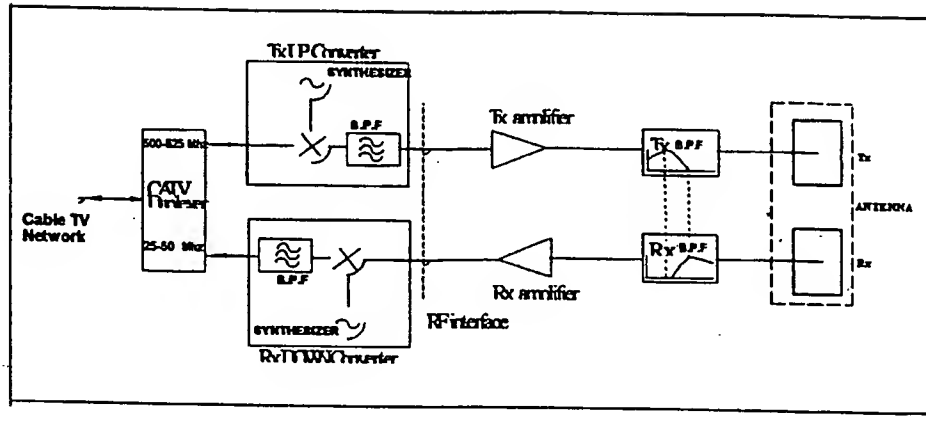 Tx UP Converter
SYNTHESIZER
B.P.F
Tx amplifier
500-825 Mhz
CATV
Duplexer
Cable TV
Network
25-50 Mhz
Tx B.P.F
Tx
ANTENNA
Rx B.P.F
Rx
B.P.F
SYNTHESIZER
Rx DOWN Converter
Rx amplifier
RF interface